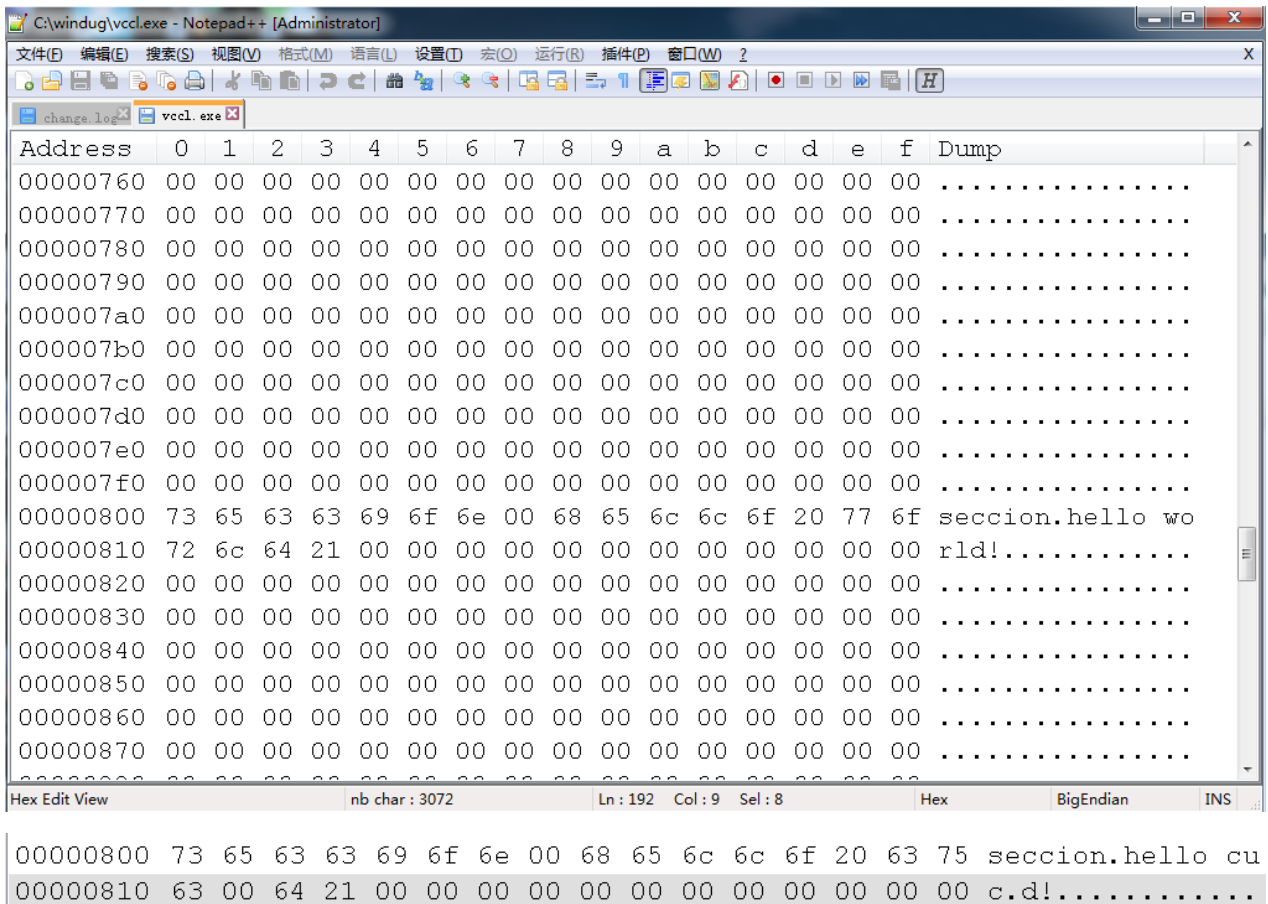 C:\windug\vccl.exe - Notepad++ [Administrator]
文件(F) 编辑(E) 搜索(S) 视图(V) 格式(M) 语言(L) 设置(T) 宏(O) 运行(R) 插件(P) 窗口(W) ? X
change.log vccl.exe
Address 0 1 2 3 4 5 6 7 8 9 a b c d e f Dump
00000760 00 00 00 00 00 00 00 00 00 00 00 00 00 00 00 00 ................
00000770 00 00 00 00 00 00 00 00 00 00 00 00 00 00 00 00 ................
00000780 00 00 00 00 00 00 00 00 00 00 00 00 00 00 00 00 ................
00000790 00 00 00 00 00 00 00 00 00 00 00 00 00 00 00 00 ................
000007a0 00 00 00 00 00 00 00 00 00 00 00 00 00 00 00 00 ................
000007b0 00 00 00 00 00 00 00 00 00 00 00 00 00 00 00 00 ................
000007c0 00 00 00 00 00 00 00 00 00 00 00 00 00 00 00 00 ................
000007d0 00 00 00 00 00 00 00 00 00 00 00 00 00 00 00 00 ................
000007e0 00 00 00 00 00 00 00 00 00 00 00 00 00 00 00 00 ................
000007f0 00 00 00 00 00 00 00 00 00 00 00 00 00 00 00 00 ................
00000800 73 65 63 63 69 6f 6e 00 68 65 6c 6c 6f 20 77 6f seccion.hello wo
00000810 72 6c 64 21 00 00 00 00 00 00 00 00 00 00 00 00 rld!............
00000820 00 00 00 00 00 00 00 00 00 00 00 00 00 00 00 00 ................
00000830 00 00 00 00 00 00 00 00 00 00 00 00 00 00 00 00 ................
00000840 00 00 00 00 00 00 00 00 00 00 00 00 00 00 00 00 ................
00000850 00 00 00 00 00 00 00 00 00 00 00 00 00 00 00 00 ................
00000860 00 00 00 00 00 00 00 00 00 00 00 00 00 00 00 00 ................
00000870 00 00 00 00 00 00 00 00 00 00 00 00 00 00 00 00 ................
Hex Edit View nb char : 3072 Ln : 192 Col : 9 Sel : 8 Hex BigEndian INS
00000800 73 65 63 63 69 6f 6e 00 68 65 6c 6c 6f 20 63 75 seccion.hello cu
00000810 63 00 64 21 00 00 00 00 00 00 00 00 00 00 00 00 c.d!............